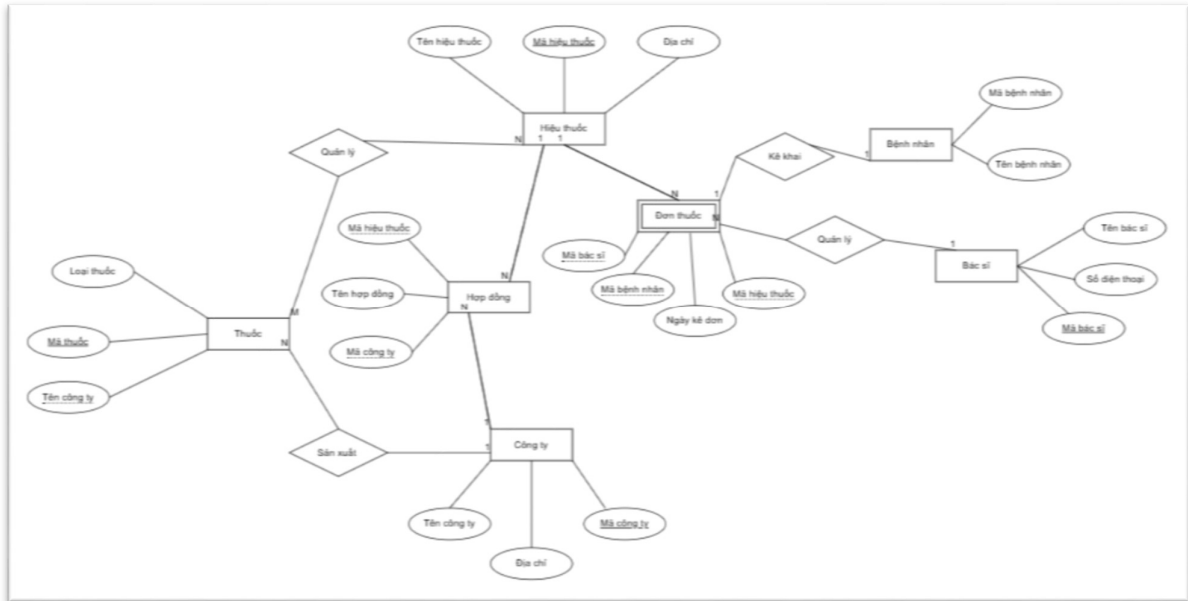 Tên hiệu thuốc
Mã hiệu thuốc
Địa chỉ
Mã bệnh nhân
Hiệu thuốc
N
1
1
Quản lý
Kê khai
1
Bệnh nhân
Tên bệnh nhân
N
1
Đơn thuốc
N
Mã hiệu thuốc
Quản lý
Tên bác sĩ
Mã bác sĩ
1
Bác sĩ
Loại thuốc
N
Số điện thoại
Tên hợp đồng
Hợp đồng
Mã bệnh nhân
Mã hiệu thuốc
N
M
Ngày kê đơn
Mã bác sĩ
Thuốc
Mã thuốc
N
Mã công ty
Tên công ty
1
Sản xuất
1
Công ty
Tên công ty
Mã công ty
Địa chỉ